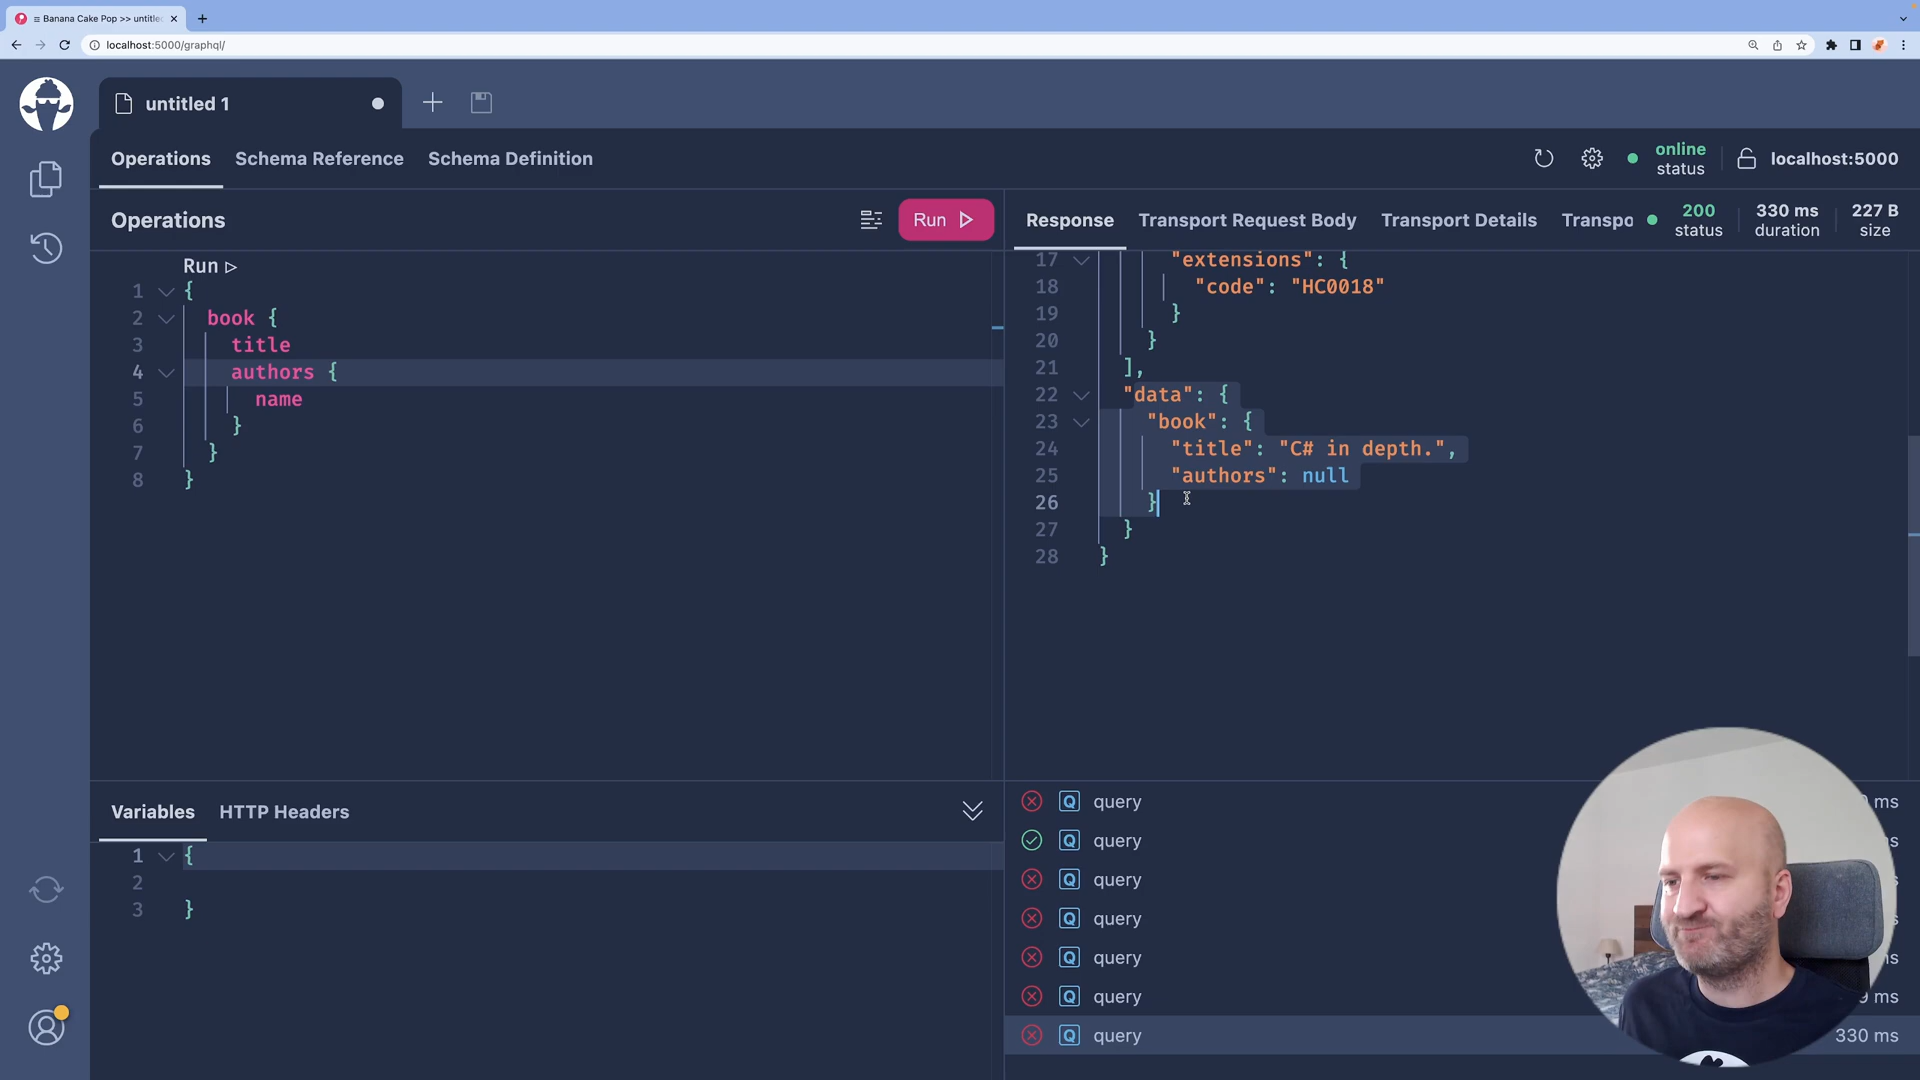 Banana Cake Pop >> untitle
localhost:5000/graphql/
untitled 1
Operations Schema Reference Schema Definition
online
status
localhost:5000
Operations
Run
Response Transport Request Body Transport Details Transpo
200
status
330 ms
duration
227 B
size
Run
1 {
2 book {
3 title
4 authors {
5 name
6 }
7 }
8 }
17 "extensions": {
18 "code": "HC0018"
19 }
20 }
21 ],
22 "data": {
23 "book": {
24 "title": "C# in depth.",
25 "authors": null
26 }
27 }
28 }
Variables HTTP Headers
1 {
2
3 }
Q query ms
Q query
Q query
Q query
Q query
Q query
Q query 330 ms